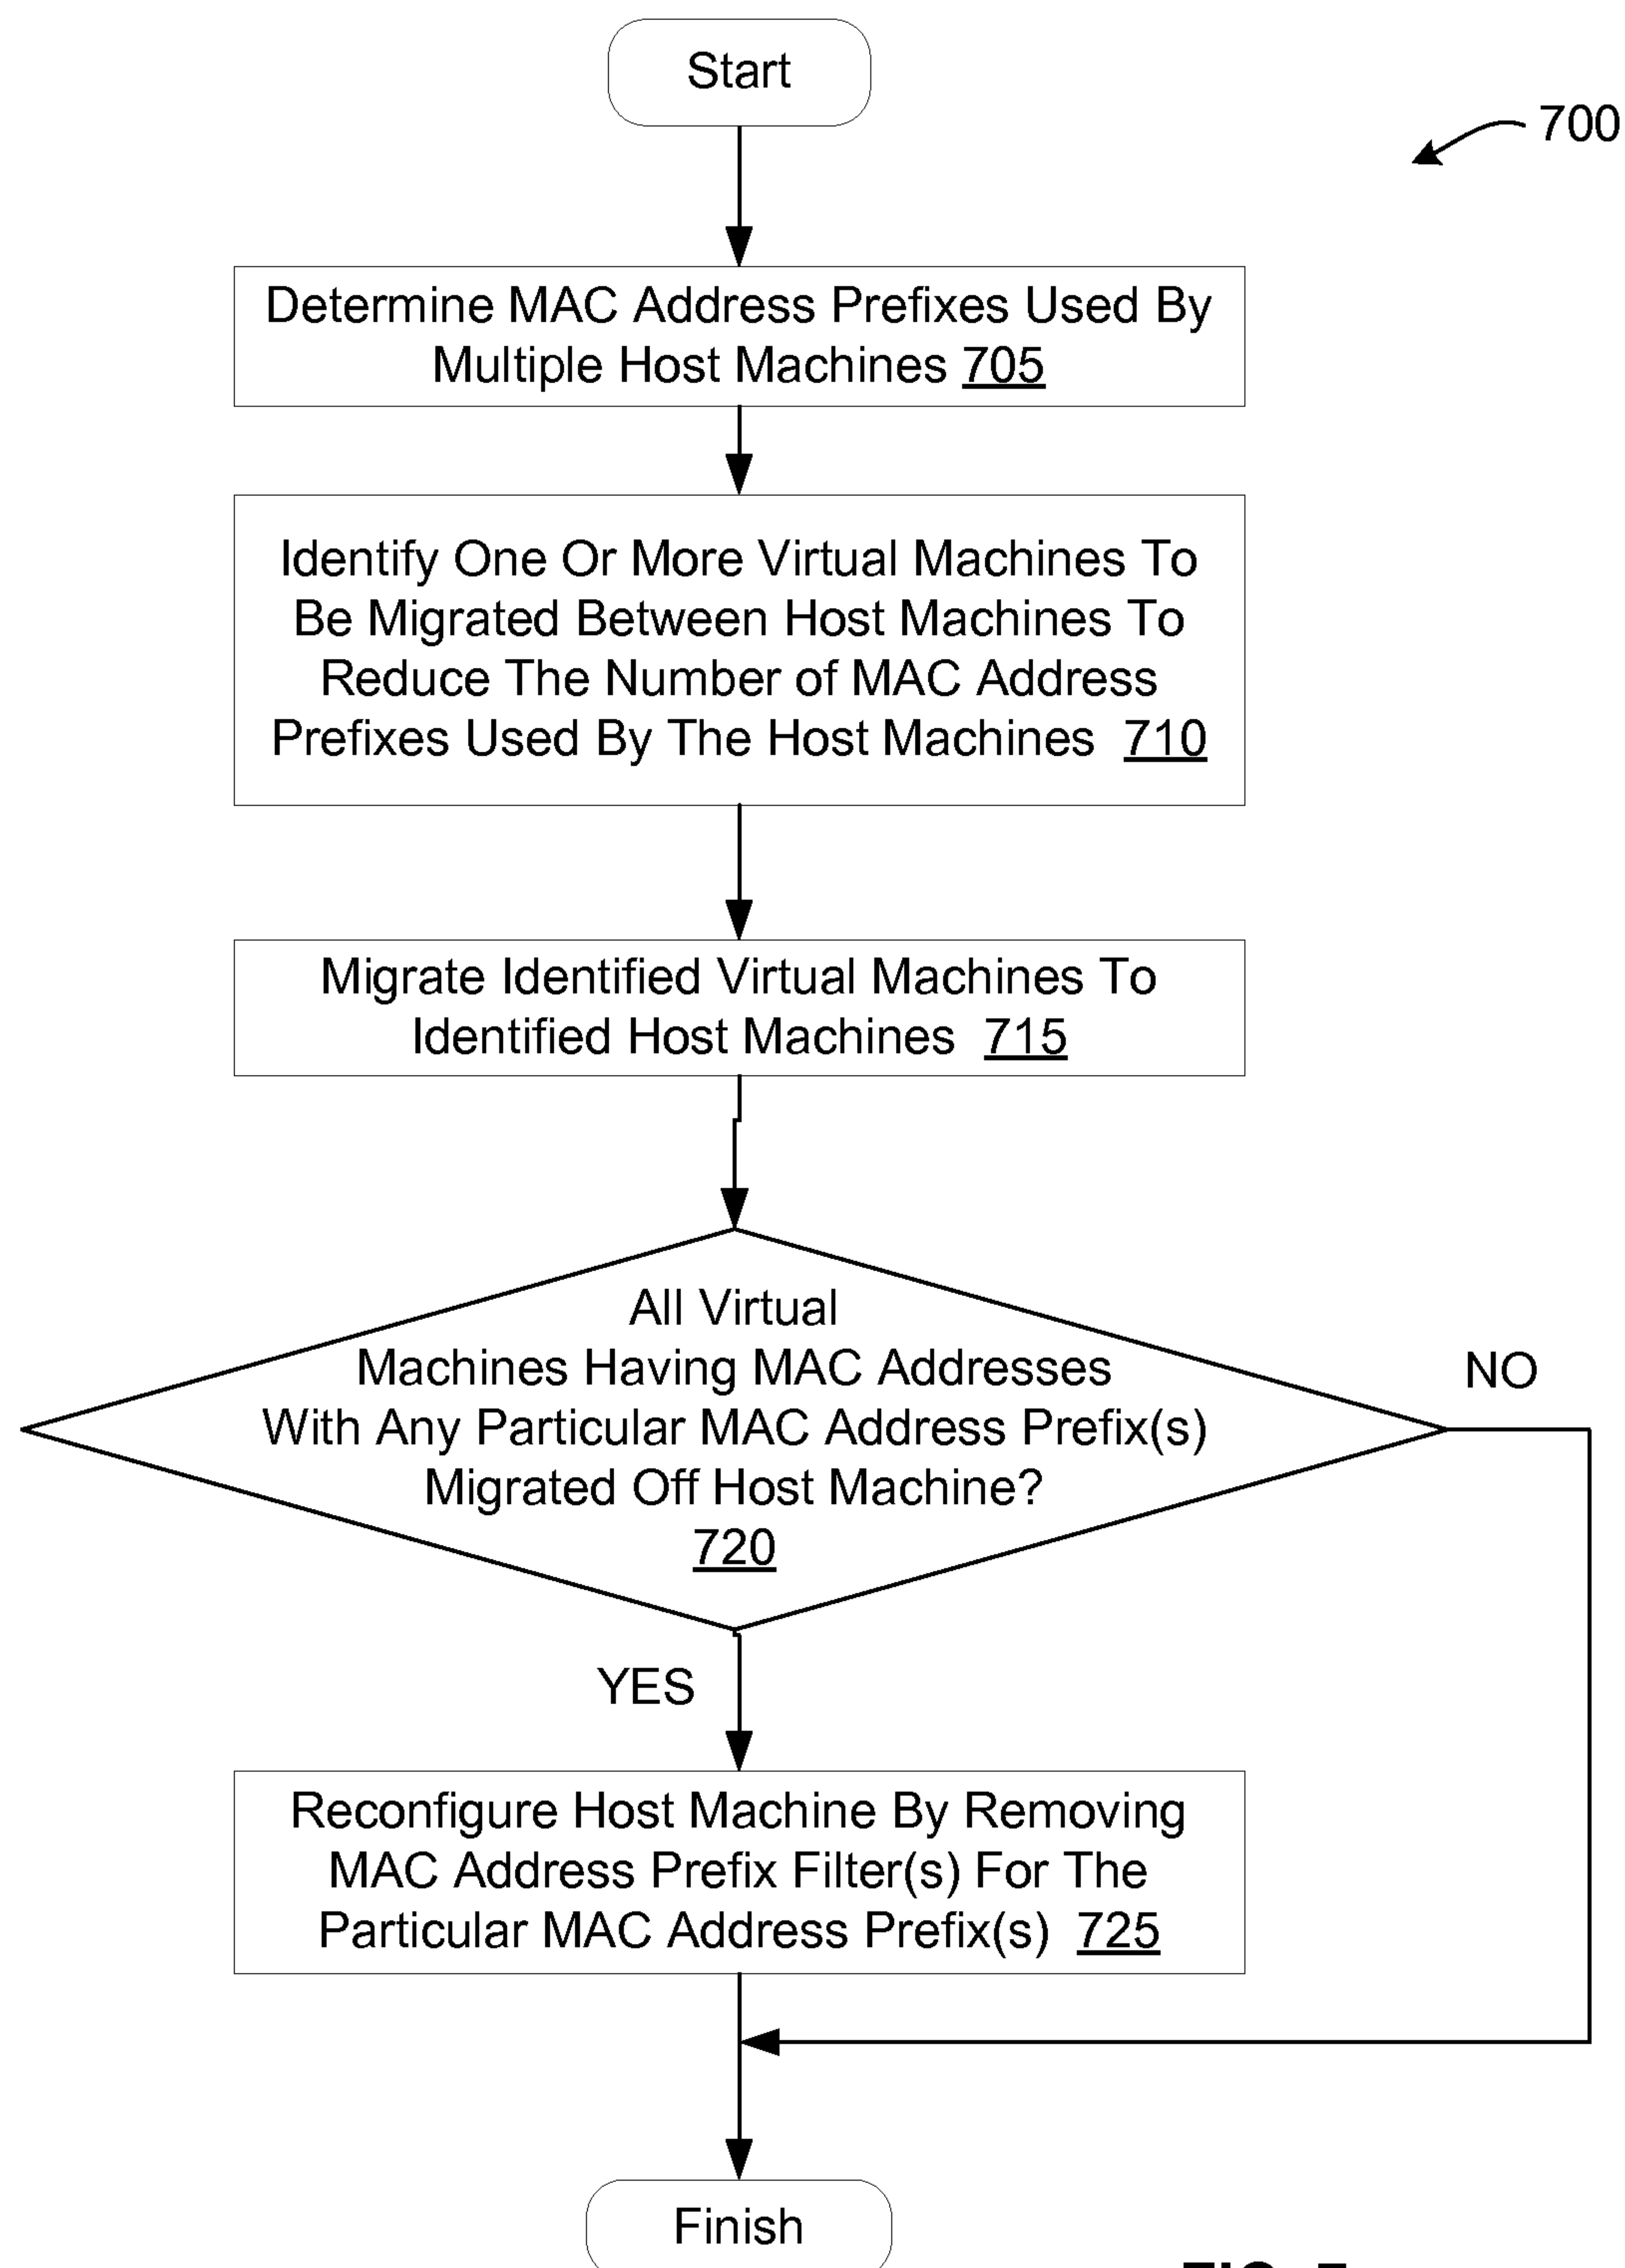 Start
700
Determine MAC Address Prefixes Used By
Multiple Host Machines 705
Identify One Or More Virtual Machines To
Be Migrated Between Host Machines To
Reduce The Number of MAC Address
Prefixes Used By The Host Machines 710
Migrate Identified Virtual Machines To
Identified Host Machines 715
All Virtual
Machines Having MAC Addresses
With Any Particular MAC Address Prefix(s)
Migrated Off Host Machine?
720
NO
YES
Reconfigure Host Machine By Removing
MAC Address Prefix Filter(s) For The
Particular MAC Address Prefix(s) 725
Finish